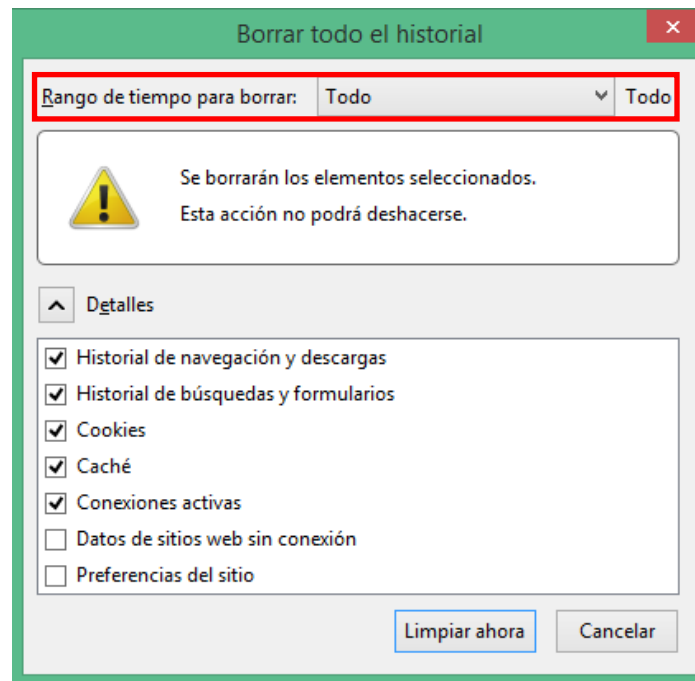 Borrar todo el historial
Rango de tiempo para borrar: Todo Todo
Se borrarán los elementos seleccionados.
Esta acción no podrá deshacerse.
Detalles
Historial de navegación y descargas
Historial de búsquedas y formularios
Cookies
Caché
Conexiones activas
Datos de sitios web sin conexión
Preferencias del sitio
Limpiar ahora Cancelar